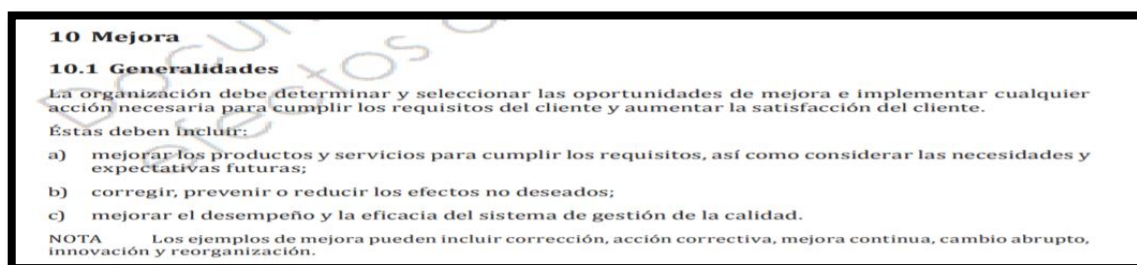 10 Mejora
10.1 Generalidades
La organización debe determinar y seleccionar las oportunidades de mejora e implementar cualquier
acción necesaria para cumplir los requisitos del cliente y aumentar la satisfacción del cliente.
Éstas deben incluir:
a) mejorar los productos y servicios para cumplir los requisitos, así como considerar las necesidades y
expectativas futuras;
b) corregir, prevenir o reducir los efectos no deseados;
c) mejorar el desempeño y la eficacia del sistema de gestión de la calidad.
NOTA Los ejemplos de mejora pueden incluir corrección, acción correctiva, mejora continua, cambio abrupto,
innovación y reorganización.
efectos